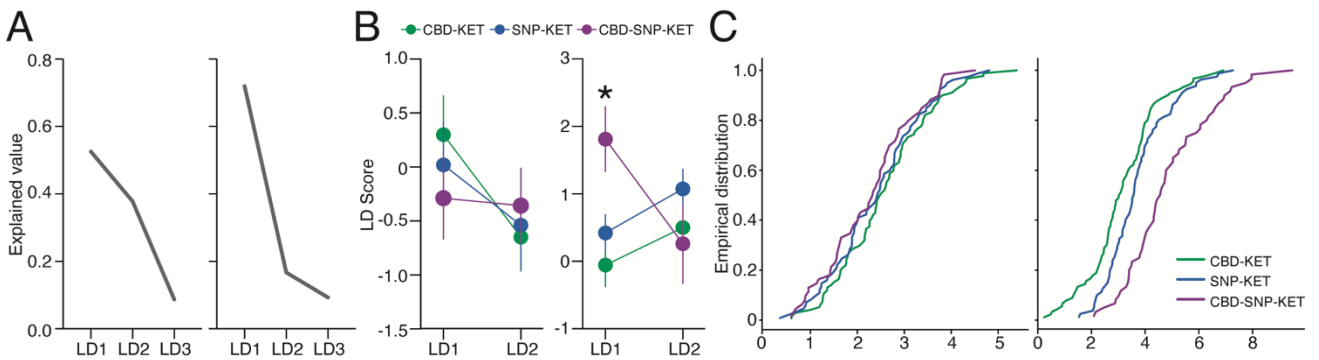 A
B
C
CBD-KET SNP-KET CBD-SNP-KET
Explained value
0.8
0.6
0.4
0.2
0.0
LD1 LD2 LD3
LD1 LD2 LD3
LD Score
1.0
0.5
0
-0.5
-1.0
-1.5
LD1 LD2
3
2
1
0
-1
*
LD1 LD2
Empirical distribution
1.0
0.8
0.6
0.4
0.2
0
0 1 2 3 4 5
0 2 4 6 8
CBD-KET
SNP-KET
CBD-SNP-KET